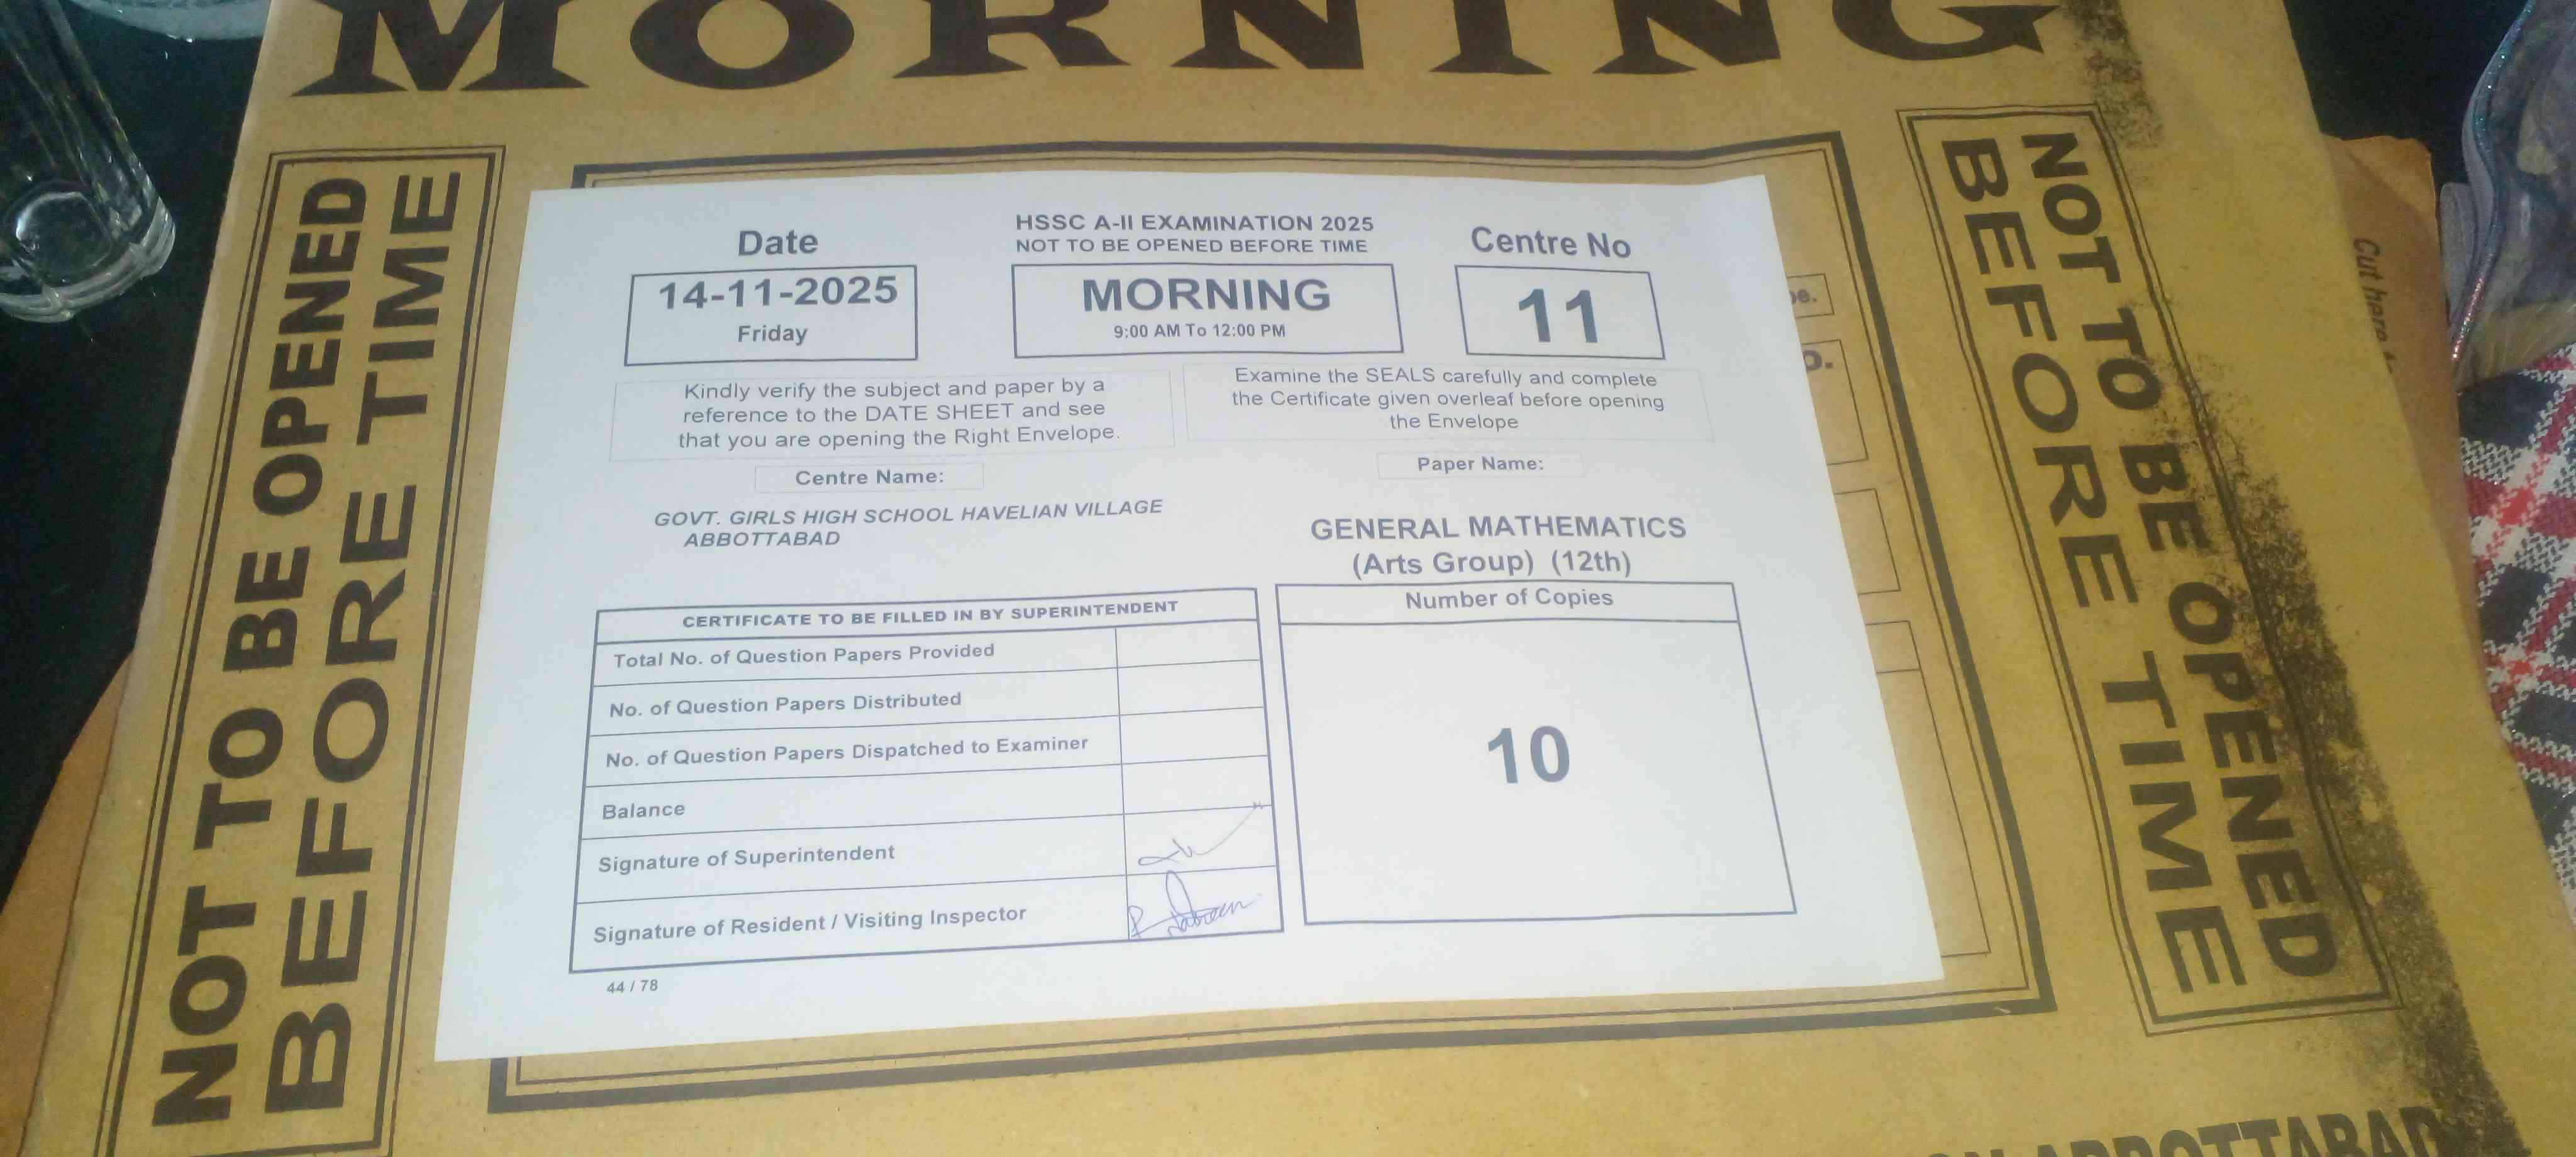 MORNING
NOT TO BE OPENED
BEFORE TIME
Date
14-11-2025
Friday
HSSC A-II EXAMINATION 2025
NOT TO BE OPENED BEFORE TIME
MORNING
9:00 AM To 12:00 PM
Centre No
11
Kindly verify the subject and paper by a
reference to the DATE SHEET and see
that you are opening the Right Envelope.
Examine the SEALS carefully and complete
the Certificate given overleaf before opening
the Envelope
Centre Name:
GOVT. GIRLS HIGH SCHOOL HAVELIAN VILLAGE
ABBOTTABAD
Paper Name:
GENERAL MATHEMATICS
(Arts Group) (12th)
CERTIFICATE TO BE FILLED IN BY SUPERINTENDENT
Total No. of Question Papers Provided
No. of Question Papers Distributed
No. of Question Papers Dispatched to Examiner
Balance
Signature of Superintendent
Signature of Resident / Visiting Inspector
Number of Copies
10
44 / 78
NOT TO BE OPENED
BEFORE TIME
Cut here
ABBOTTABAD